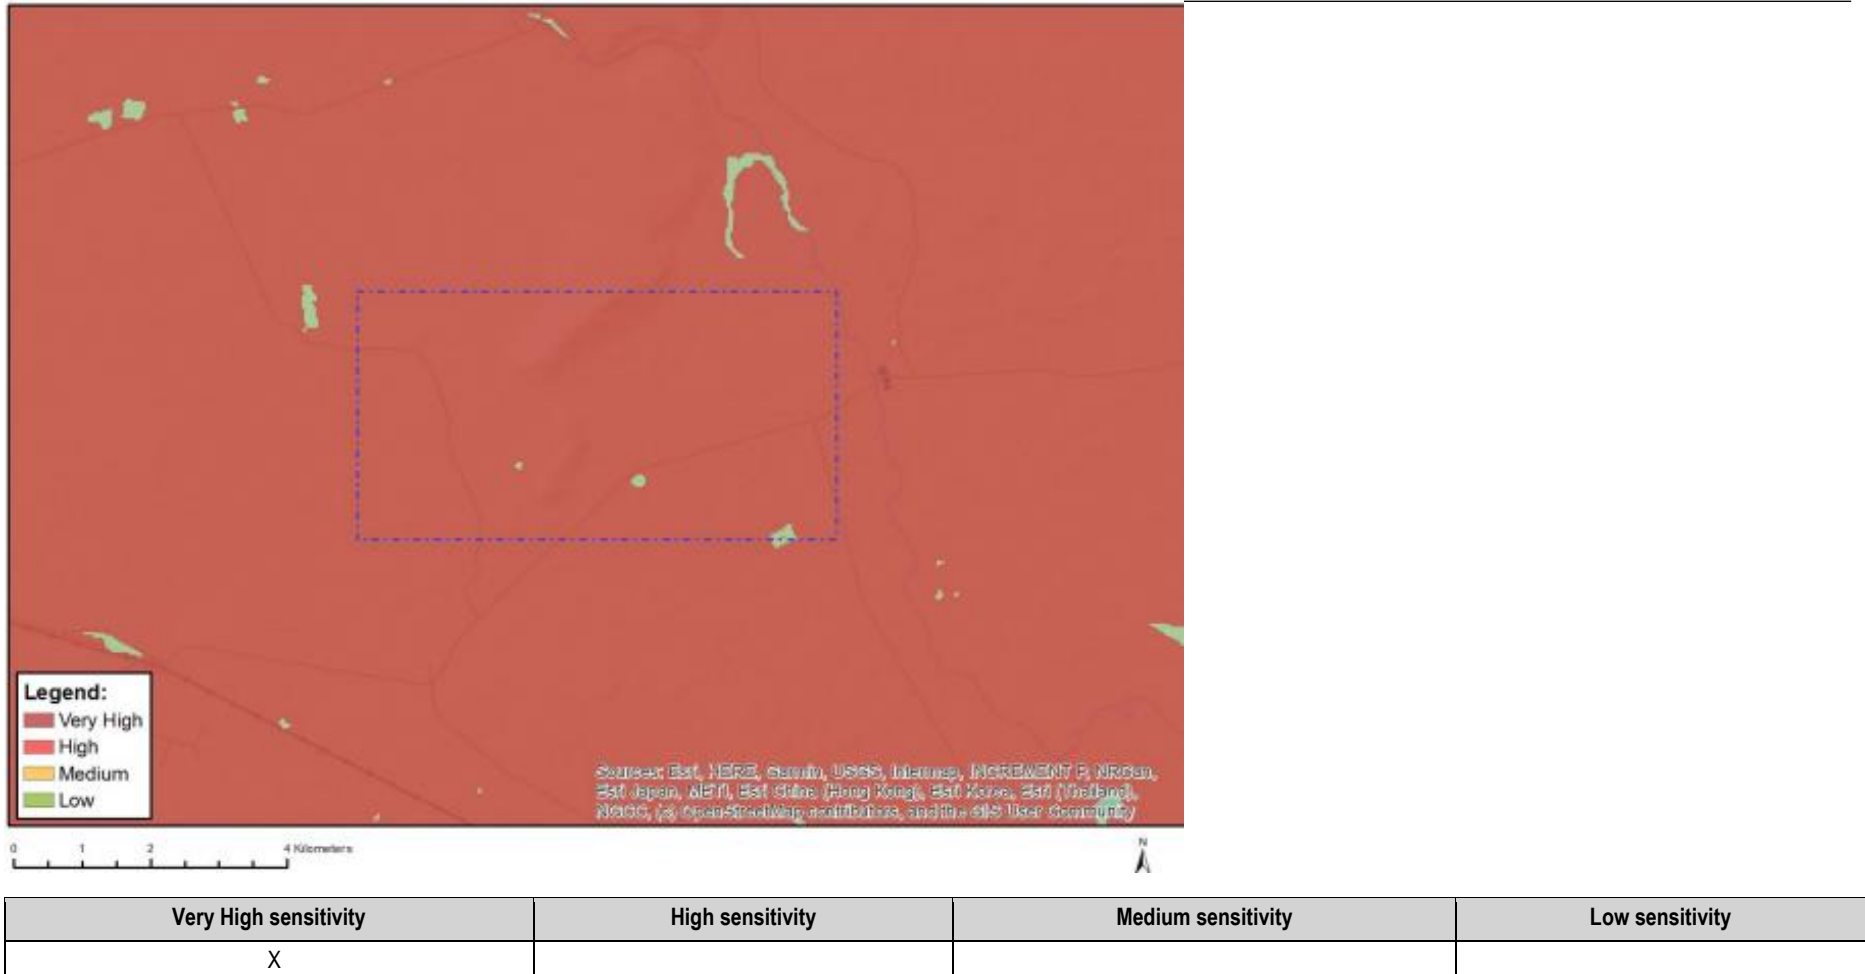 Legend:
Very High
High
Medium
Low
Sources: Esri, HERE, Garmin, USGS, Intermap, INCREMENT P, NRCan,
Esri Japan, METI, Esri China (Hong Kong), Esri Korea, Esri (Thailand),
NGCC, (c) OpenStreetMap contributors, and the GIS User Community
0 1 2 4 Kilometers
N
Very High sensitivity High sensitivity Medium sensitivity Low sensitivity
X